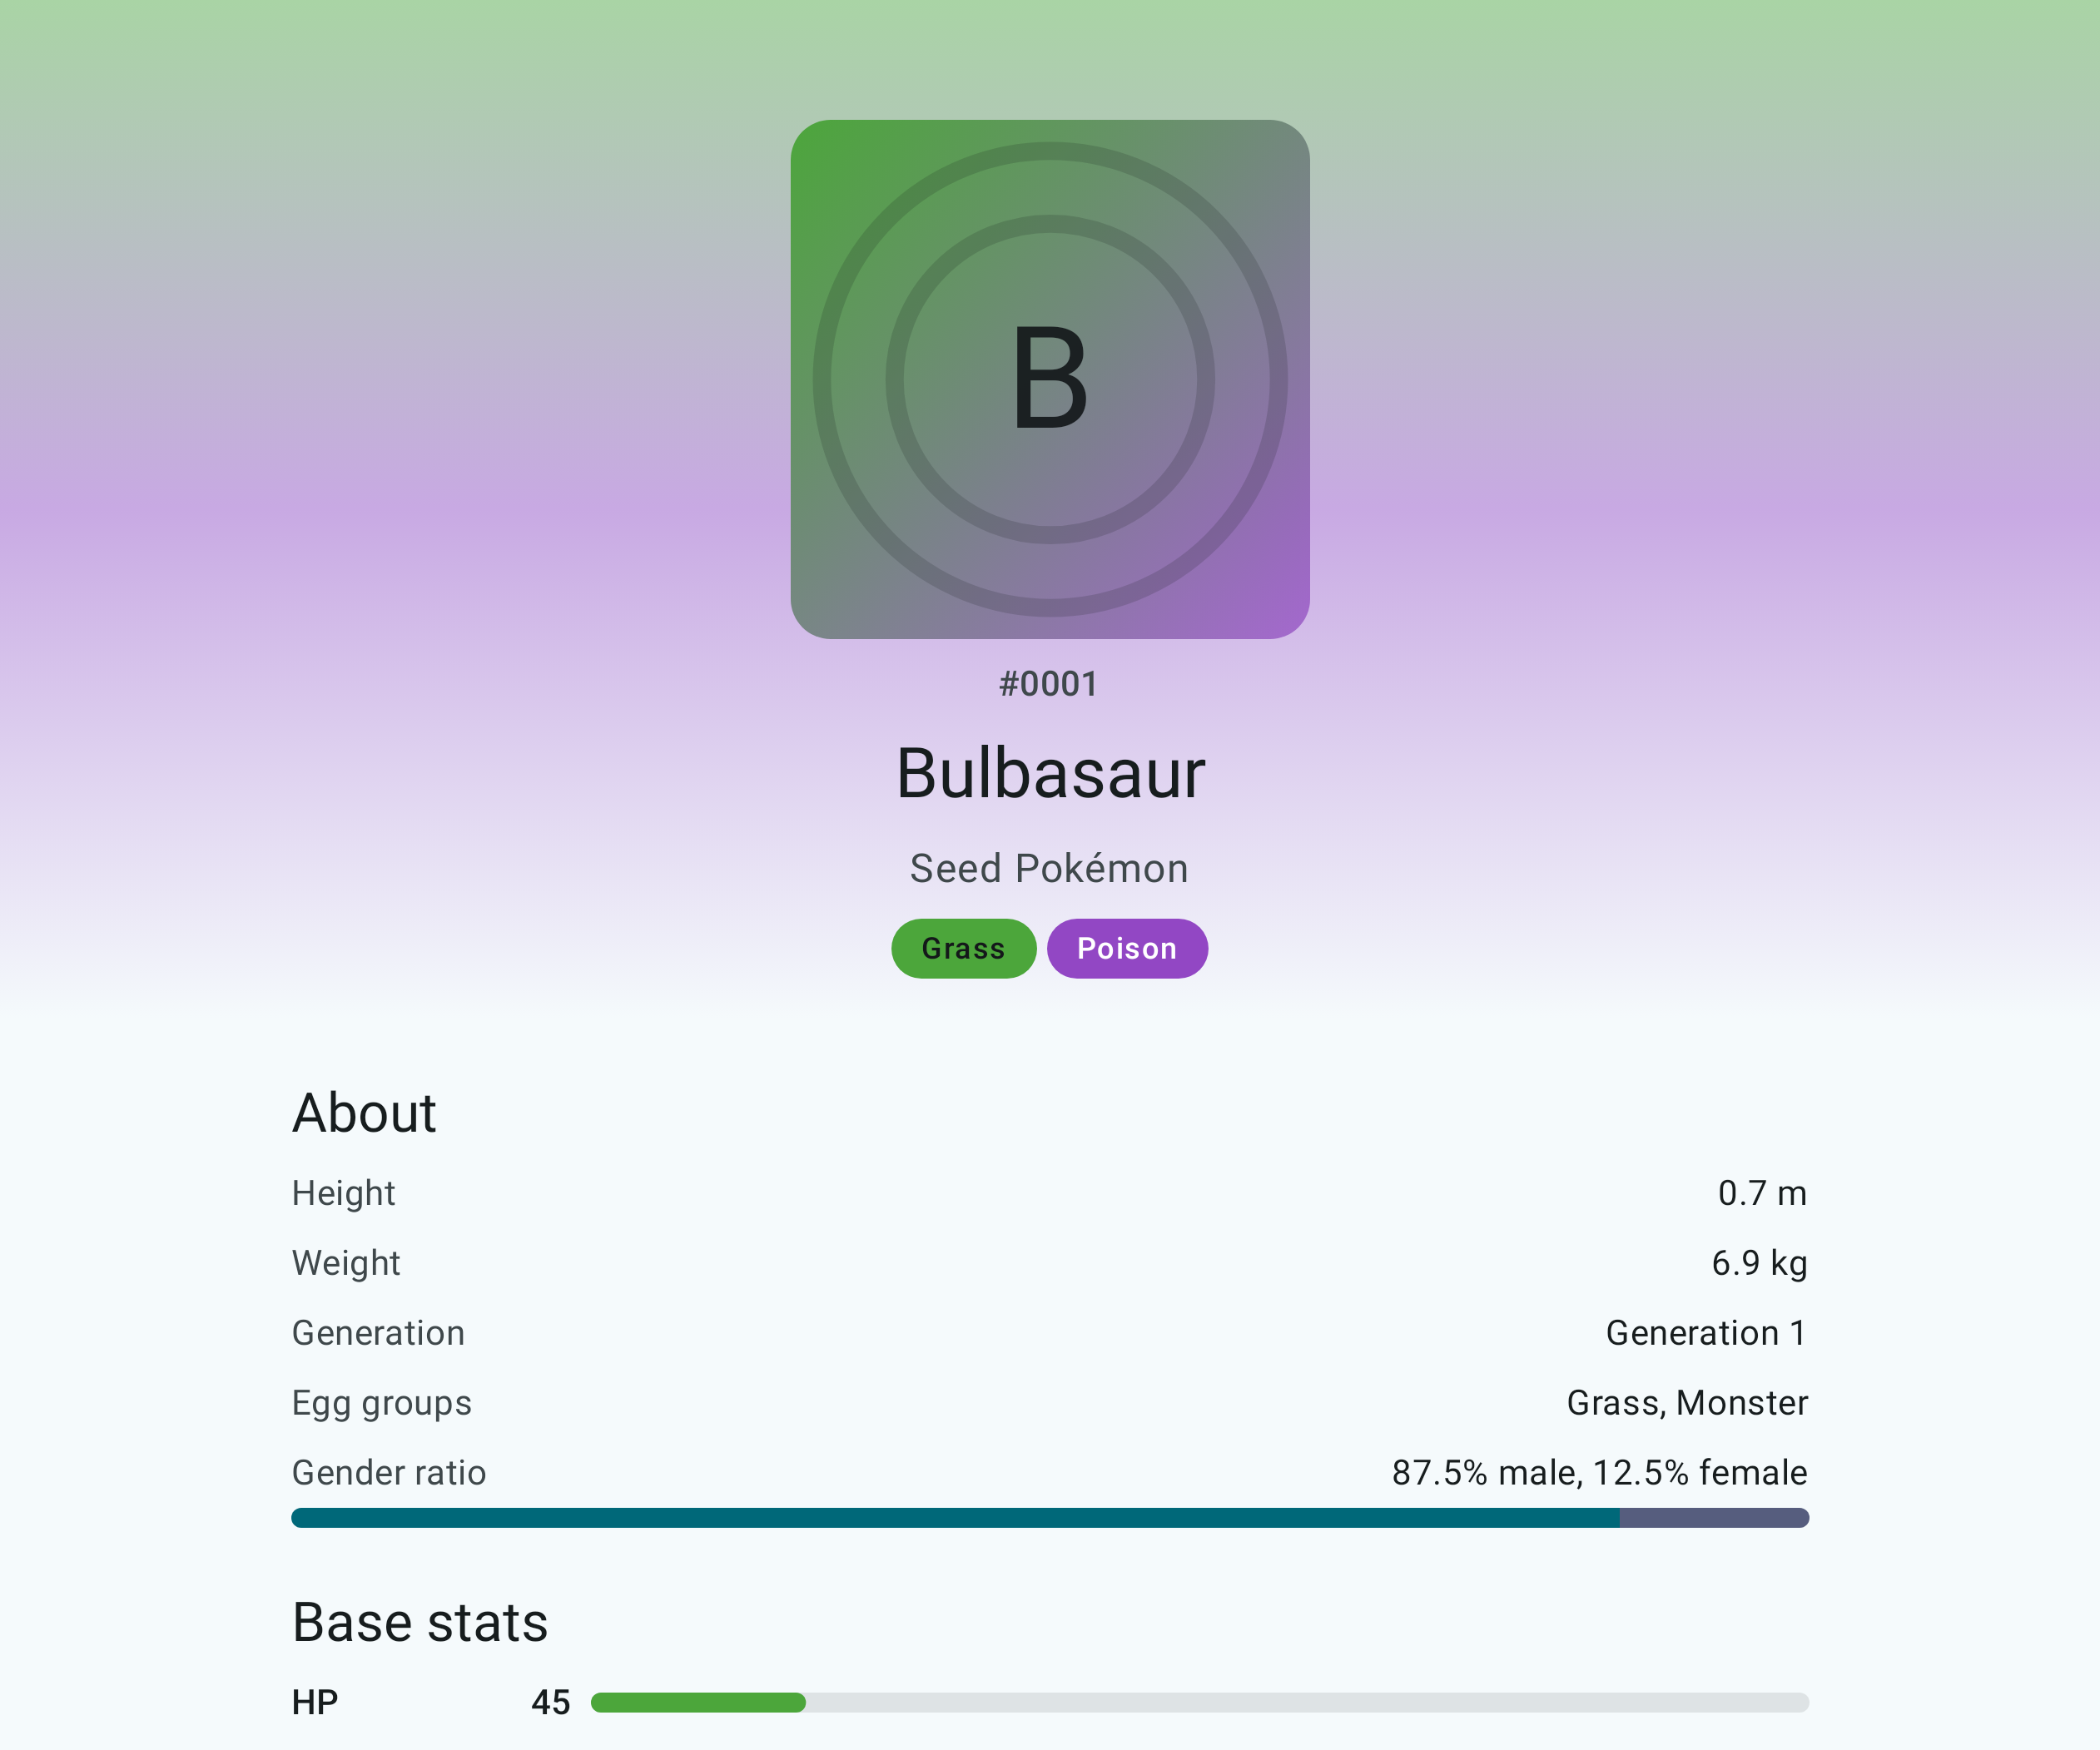 B
#0001
Bulbasaur
Seed Pokémon
Grass Poison
About
Height 0.7 m
Weight 6.9 kg
Generation Generation 1
Egg groups Grass, Monster
Gender ratio 87.5% male, 12.5% female
Base stats
HP 45